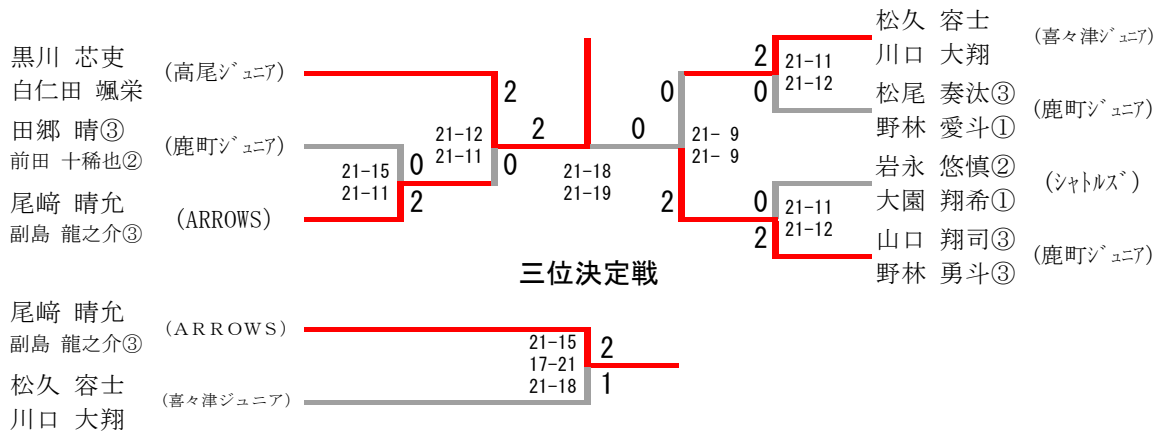 黒川 芯吏
白仁田 颯栄
(高尾ジュニア)
田郷 晴③
前田 十稀也②
(鹿町ジュニア)
尾﨑 晴允
副島 龍之介③
(ARROWS)
21-15
21-11
0
2
21-12
21-11
2
0
2
0
21-18
21-19
0
2
21- 9
21- 9
2
0
21-11
21-12
0
2
21-11
21-12
松久 容士
川口 大翔
(喜々津ジュニア)
松尾 奏汰③
野林 愛斗①
(鹿町ジュニア)
岩永 悠慎②
大園 翔希①
(シャトルズ)
山口 翔司③
野林 勇斗③
(鹿町ジュニア)
三位決定戦
尾﨑 晴允
副島 龍之介③
(ARROWS)
松久 容士
川口 大翔
(喜々津ジュニア)
21-15
17-21
21-18
2
1